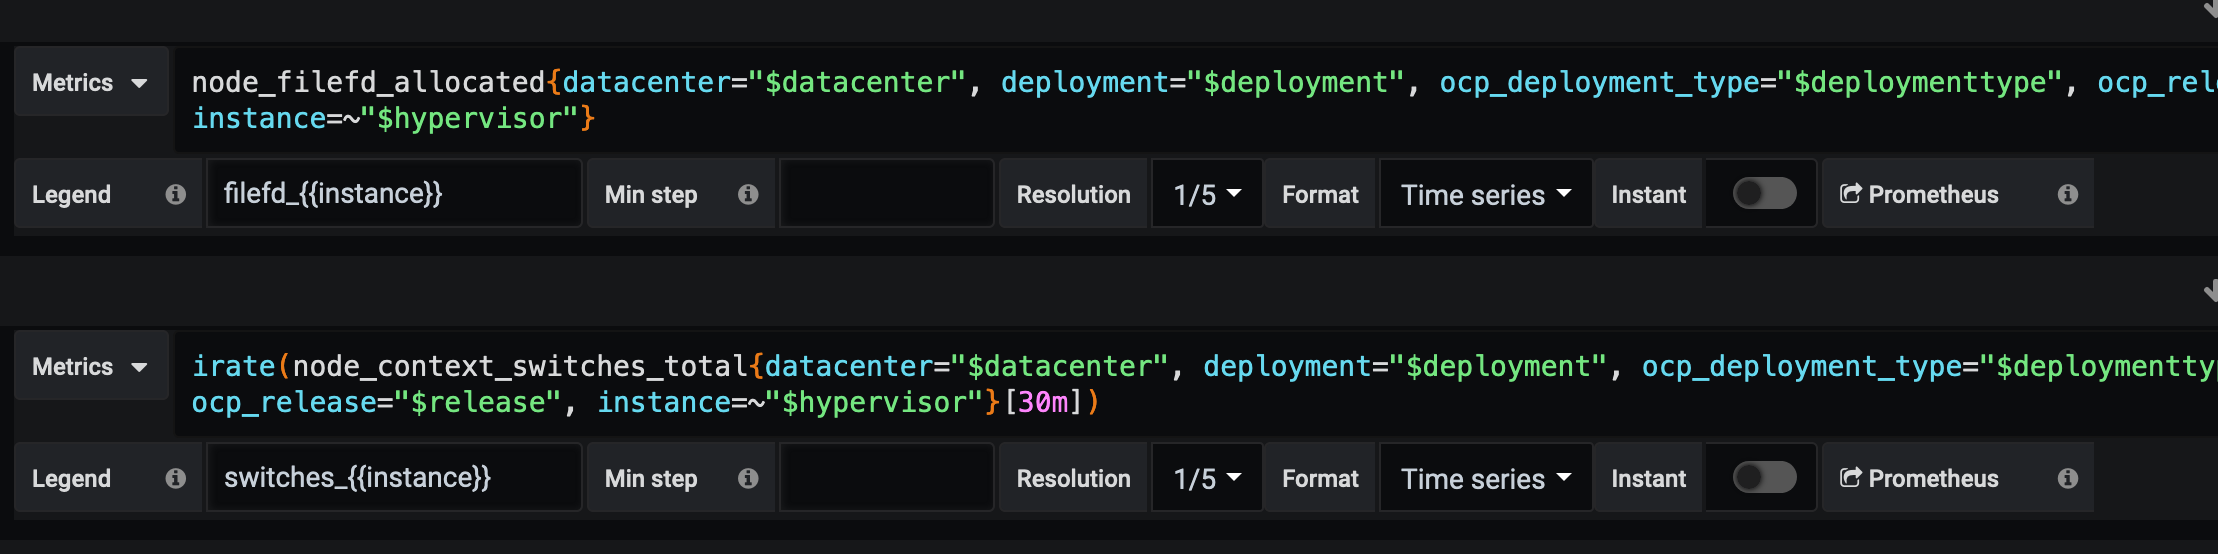 Metrics
node_filefd_allocated{datacenter="$datacenter", deployment="$deployment", ocp_deployment_type="$deploymenttype", ocp_rel
instance=~"$hypervisor"}
Legend filefd_{{instance}} Min step Resolution 1/5 Format Time series Instant Prometheus
Metrics
irate(node_context_switches_total{datacenter="$datacenter", deployment="$deployment", ocp_deployment_type="$deploymentty
ocp_release="$release", instance=~"$hypervisor"}[30m])
Legend switches_{{instance}} Min step Resolution 1/5 Format Time series Instant Prometheus